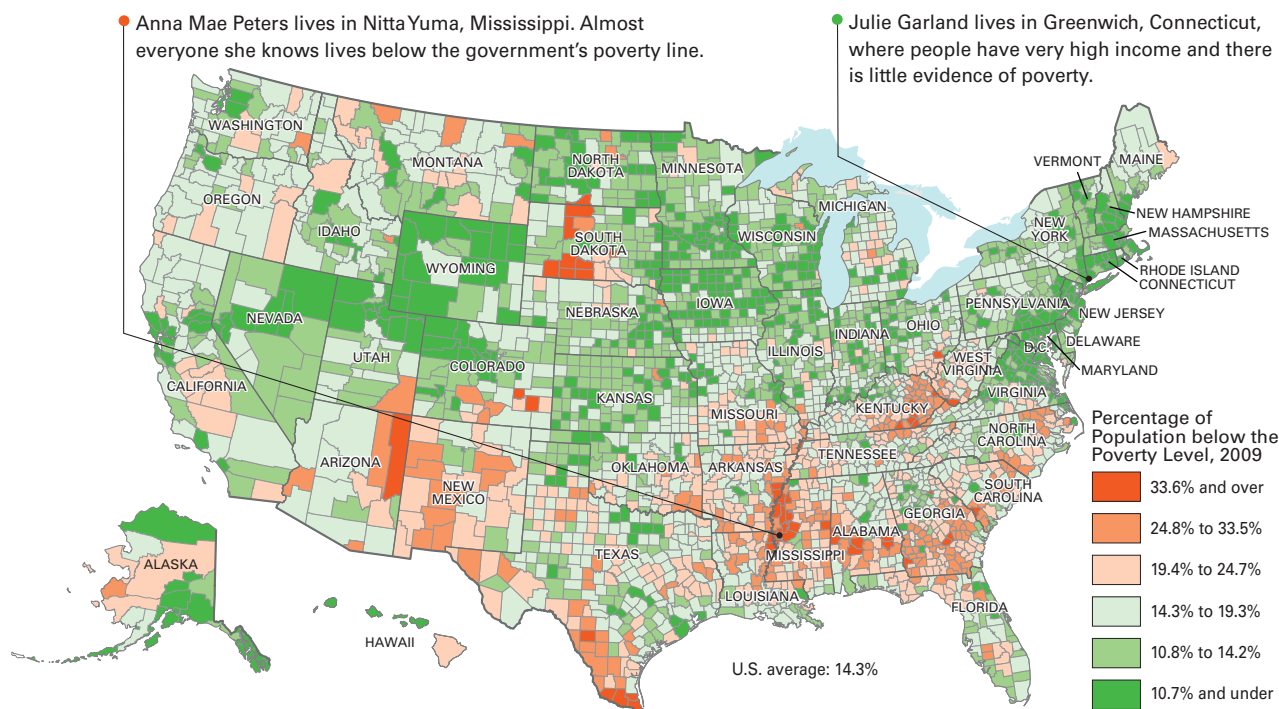 Anna Mae Peters lives in Nitta Yuma, Mississippi. Almost
everyone she knows lives below the government's poverty line.
Julie Garland lives in Greenwich, Connecticut,
where people have very high income and there
is little evidence of poverty.
WASHINGTON
MONTANA
NORTH
DAKOTA
MINNESOTA
VERMONT
MAINE
OREGON
IDAHO
SOUTH
DAKOTA
WISCONSIN
MICHIGAN
NEW
YORK
NEW HAMPSHIRE
MASSACHUSETTS
RHODE ISLAND
CONNECTICUT
WYOMING
IOWA
NEBRASKA
PENNSYLVANIA
NEW JERSEY
NEVADA
UTAH
COLORADO
ILLINOIS
INDIANA
OHIO
WEST
VIRGINIA
D.C.
DELAWARE
MARYLAND
VIRGINIA
CALIFORNIA
KANSAS
MISSOURI
KENTUCKY
NORTH
CAROLINA
TENNESSEE
ARIZONA
NEW
MEXICO
OKLAHOMA
ARKANSAS
SOUTH
CAROLINA
GEORGIA
ALABAMA
MISSISSIPPI
TEXAS
LOUISIANA
FLORIDA
ALASKA
HAWAII
U.S. average: 14.3%
Percentage of
Population below the
Poverty Level, 2009
33.6% and over
24.8% to 33.5%
19.4% to 24.7%
14.3% to 19.3%
10.8% to 14.2%
10.7% and under